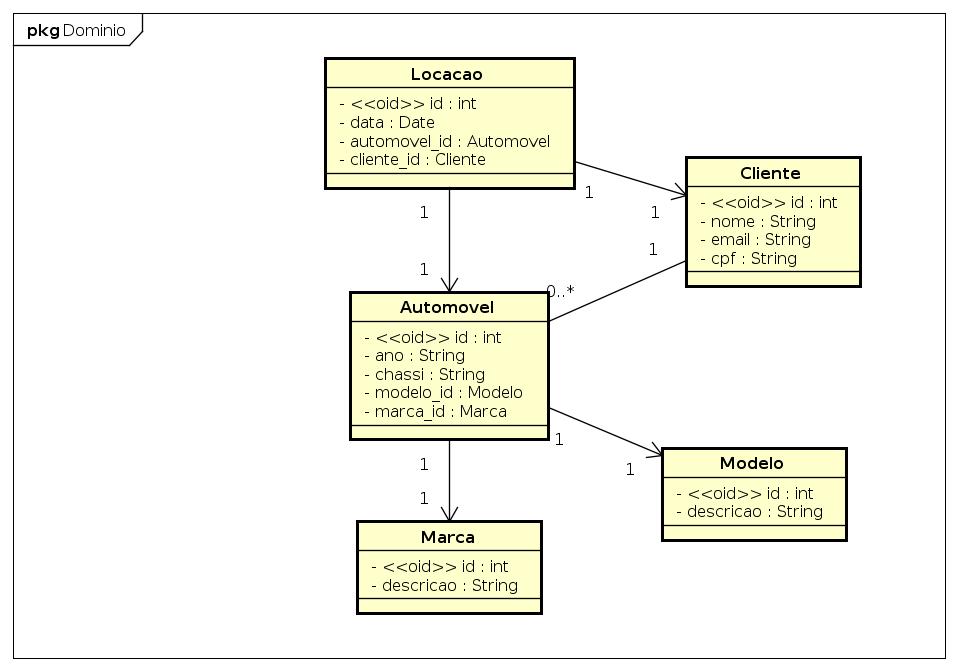 pkg Dominio
Locacao
- <<oid>> id : int
- data : Date
- automovel_id : Automovel
- cliente_id : Cliente
1
1
1
1
Cliente
- <<oid>> id : int
- nome : String
- email : String
- cpf : String
1
0..*
Automovel
- <<oid>> id : int
- ano : String
- chassi : String
- modelo_id : Modelo
- marca_id : Marca
1
1
1
1
Modelo
- <<oid>> id : int
- descricao : String
Marca
- <<oid>> id : int
- descricao : String